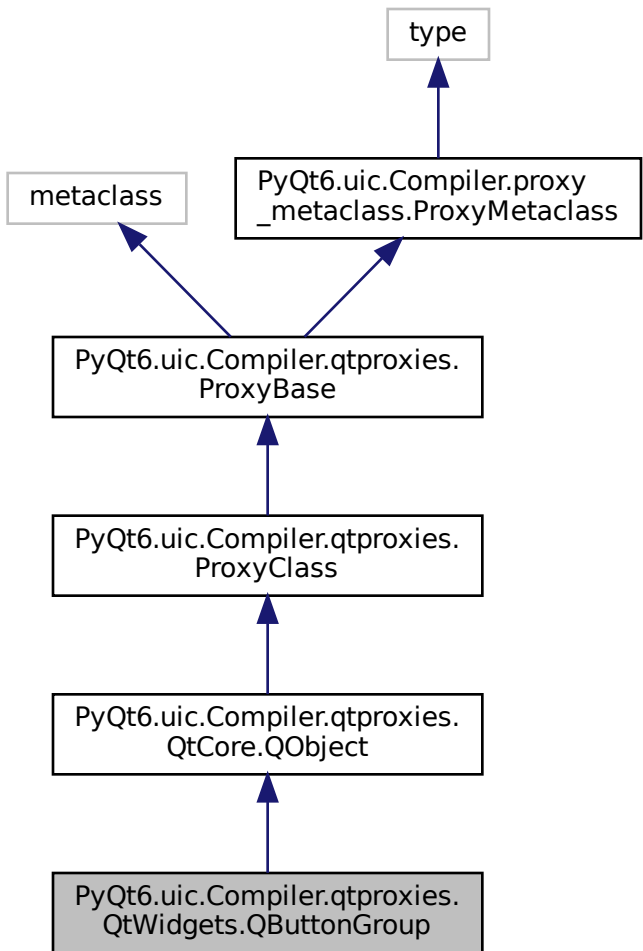 type
PyQt6.uic.Compiler.proxy
_metaclass.ProxyMetaclass
metaclass
PyQt6.uic.Compiler.qtproxies.
ProxyBase
PyQt6.uic.Compiler.qtproxies.
ProxyClass
PyQt6.uic.Compiler.qtproxies.
QtCore.QObject
PyQt6.uic.Compiler.qtproxies.
QtWidgets.QButtonGroup